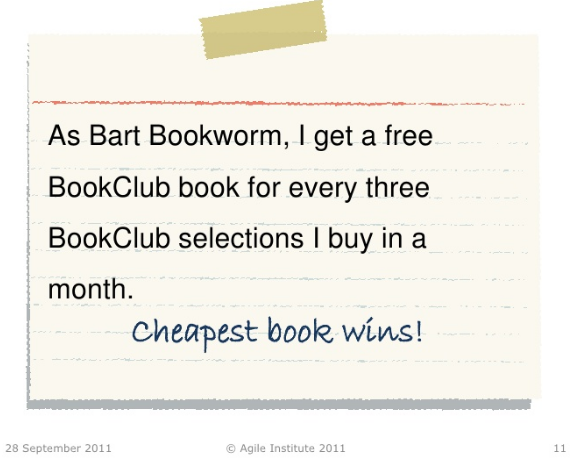 As Bart Bookworm, I get a free
BookClub book for every three
BookClub selections I buy in a
month.
Cheapest book wins!
28 September 2011
© Agile Institute 2011
11